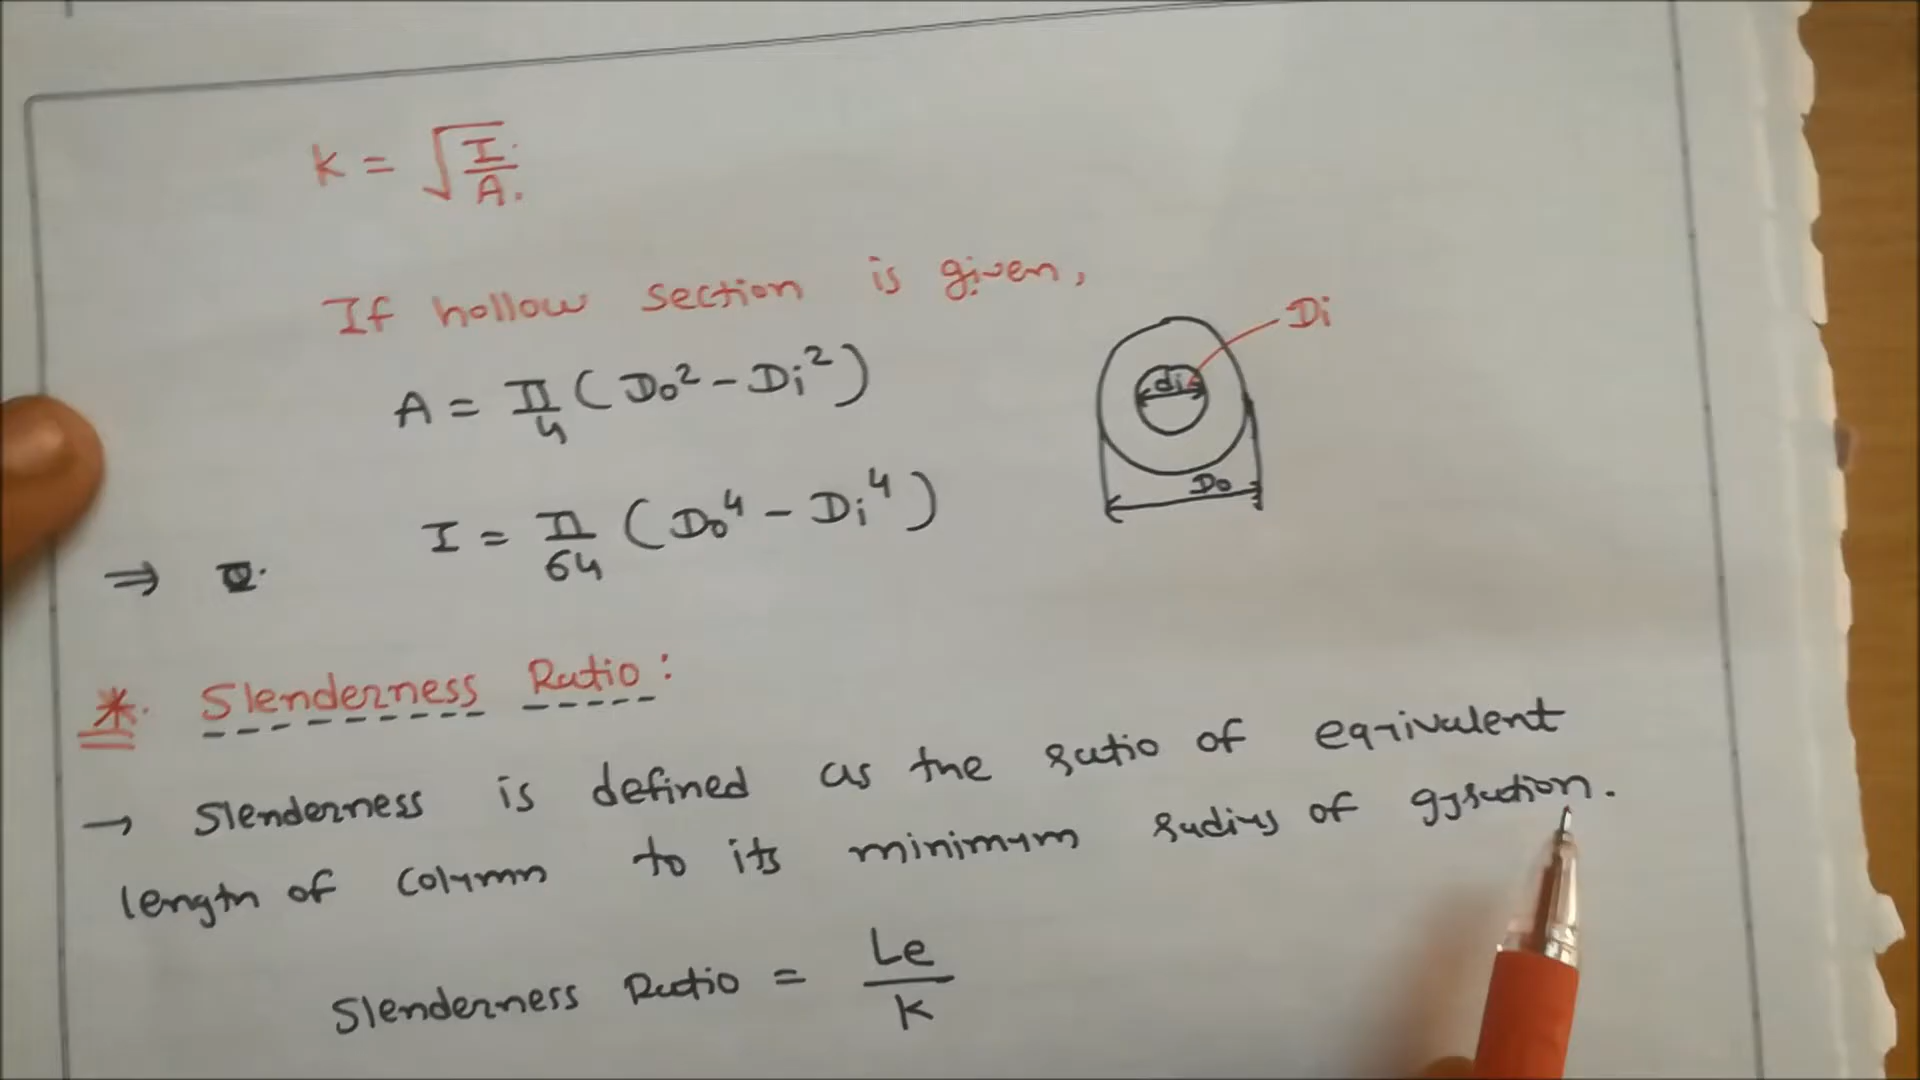 K = √(I/A)
If hollow section is given,
Di
A = π/4 (Do² - Di²)
di
Do
I = π/64 (Do⁴ - Di⁴)
⇒
*. Slenderness Ratio:
→ Slenderness is defined as the ratio of equivalent
length of column to its minimum radius of gyration.
Slenderness Ratio = Le/K